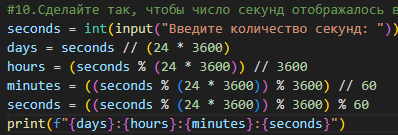 #10.Сделайте так, чтобы число секунд отображалось в
seconds = int(input("Введите количество секунд: "))
days = seconds // (24 * 3600)
hours = (seconds % (24 * 3600)) // 3600
minutes = ((seconds % (24 * 3600)) % 3600) // 60
seconds = ((seconds % (24 * 3600)) % 3600) % 60
print(f"{days}:{hours}:{minutes}:{seconds}")